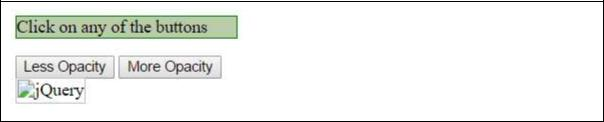 Click on any of the buttons
Less Opacity More Opacity
jQuery